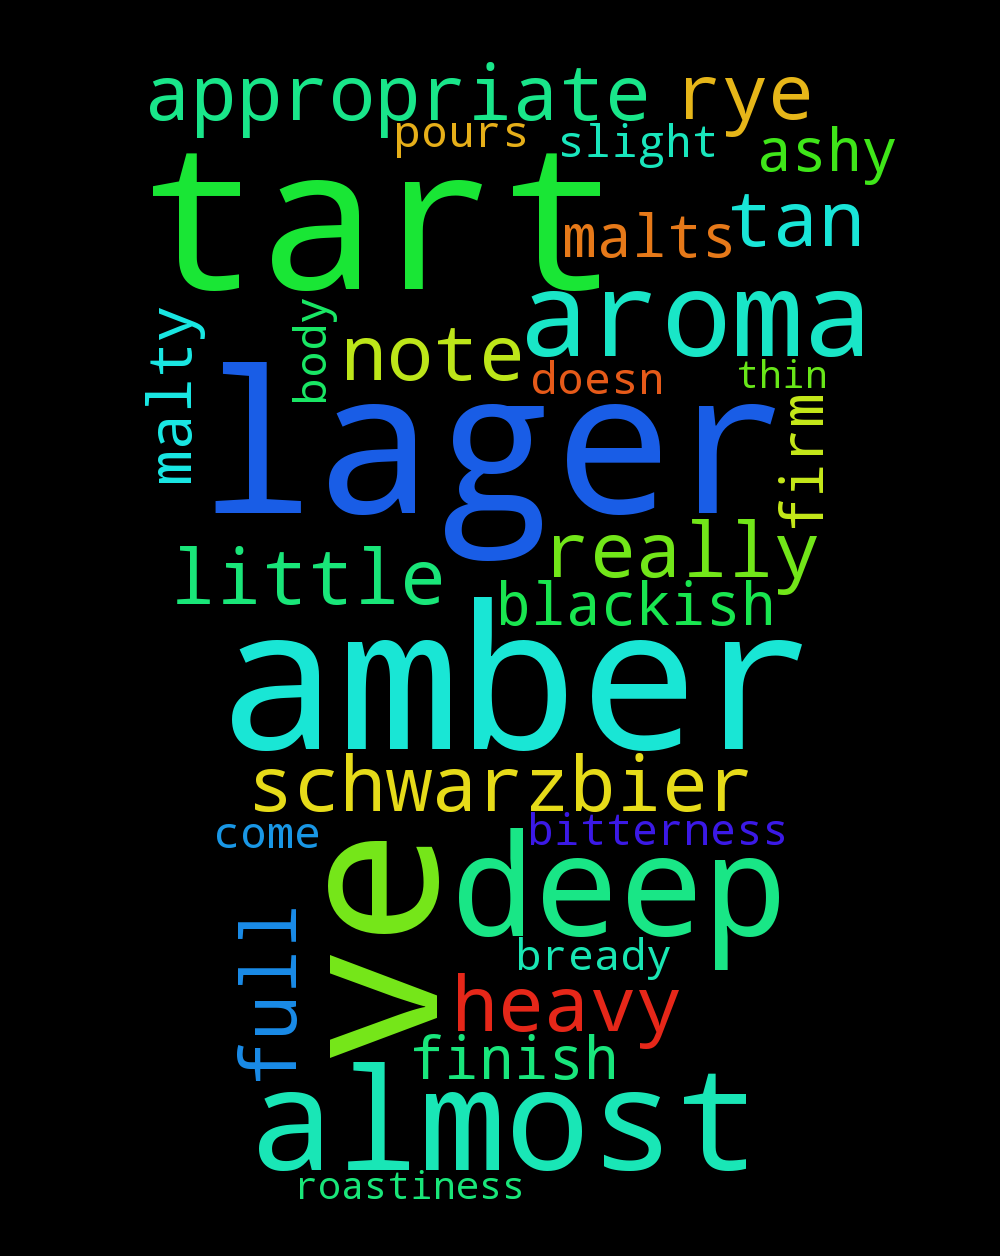 appropriate rye
pours slight ashy
tart
malts tan
aroma
malty body note
doesn thin
lager firm
really
little blackish
amber
schwarzbier
come bitterness
ve deep
full bready
heavy
finish
almost
roastiness